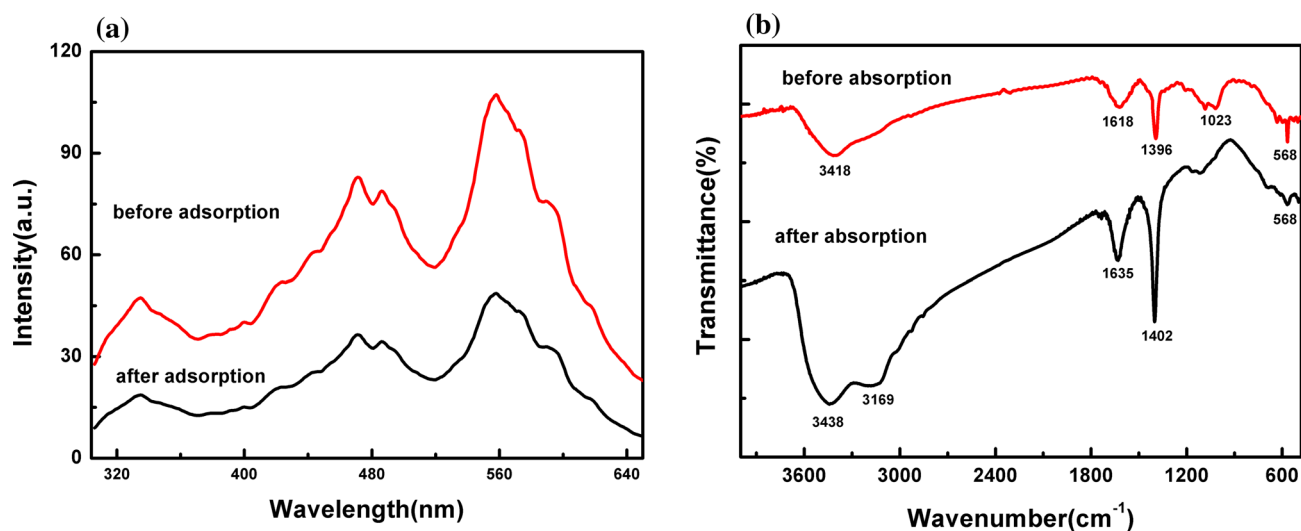 (a)
120
90
60
30
0
Intensity(a.u.)
before adsorption
after adsorption
320 400 480 560 640
Wavelength(nm)
(b)
Transmittance(%)
before absorption
3418
1618
1396
1023
568
after absorption
3438
3169
1635
1402
568
3600 3000 2400 1800 1200 600
Wavenumber(cm⁻¹)